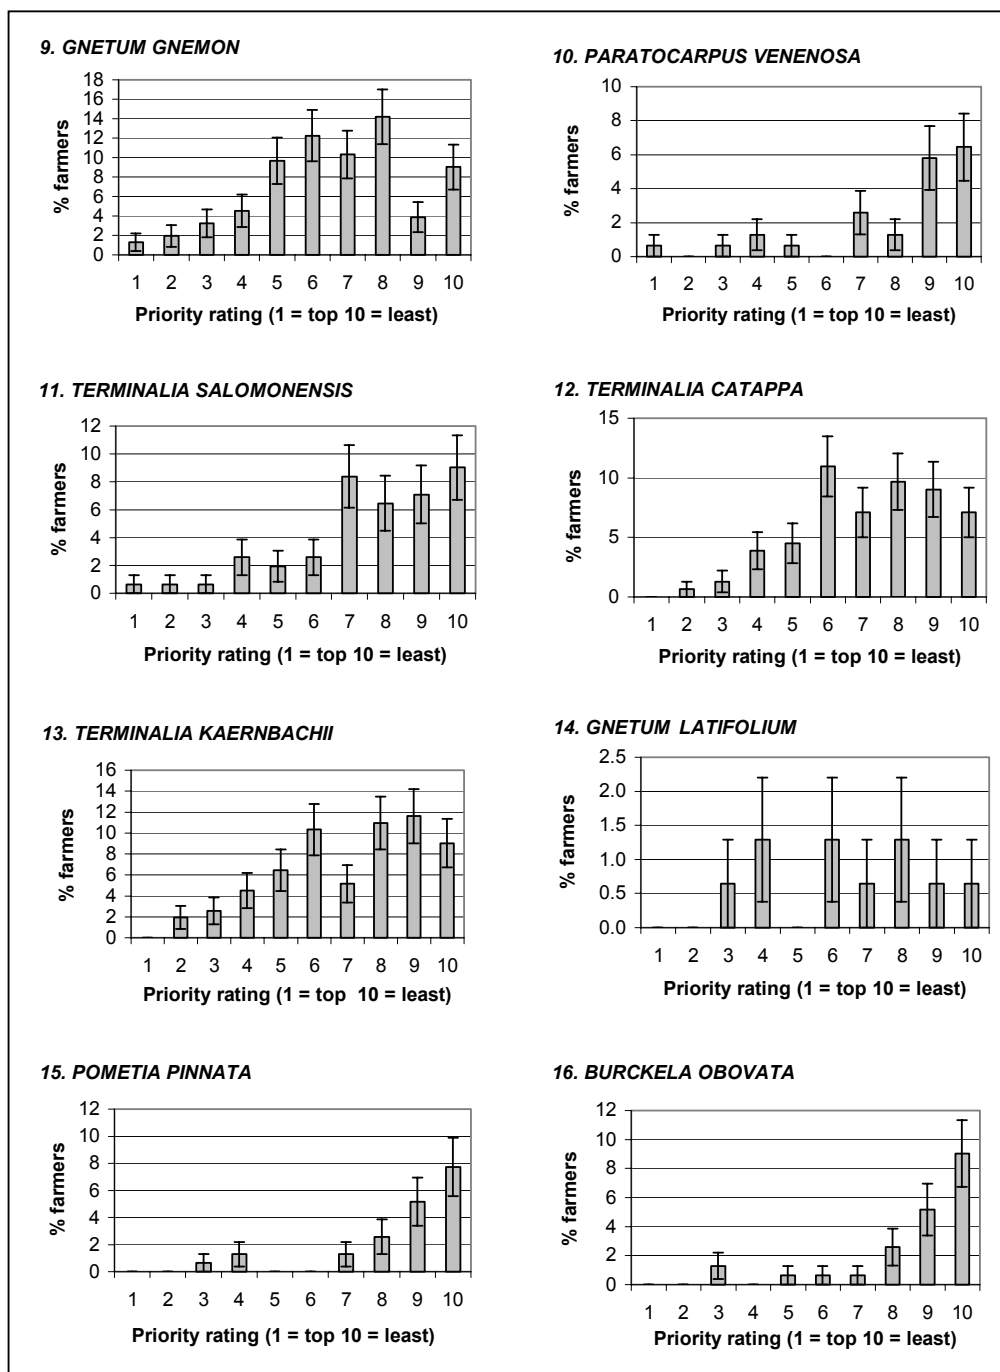 9. GNETUM GNEMON
% farmers
18
16
14
12
10
8
6
4
2
0
1 2 3 4 5 6 7 8 9 10
Priority rating (1 = top 10 = least)
10. PARATOCARPUS VENENOSA
% farmers
10
8
6
4
2
0
1 2 3 4 5 6 7 8 9 10
Priority rating (1 = top 10 = least)
11. TERMINALIA SALOMONENSIS
% farmers
12
10
8
6
4
2
0
1 2 3 4 5 6 7 8 9 10
Priority rating (1 = top 10 = least)
12. TERMINALIA CATAPPA
% farmers
15
10
5
0
1 2 3 4 5 6 7 8 9 10
Priority rating (1 = top 10 = least)
13. TERMINALIA KAERNBACHII
% farmers
16
14
12
10
8
6
4
2
0
1 2 3 4 5 6 7 8 9 10
Priority rating (1 = top 10 = least)
14. GNETUM LATIFOLIUM
% farmers
2.5
2.0
1.5
1.0
0.5
0.0
1 2 3 4 5 6 7 8 9 10
Priority rating (1 = top 10 = least)
15. POMETIA PINNATA
% farmers
12
10
8
6
4
2
0
1 2 3 4 5 6 7 8 9 10
Priority rating (1 = top 10 = least)
16. BURCKELA OBOVATA
% farmers
12
10
8
6
4
2
0
1 2 3 4 5 6 7 8 9 10
Priority rating (1 = top 10 = least)